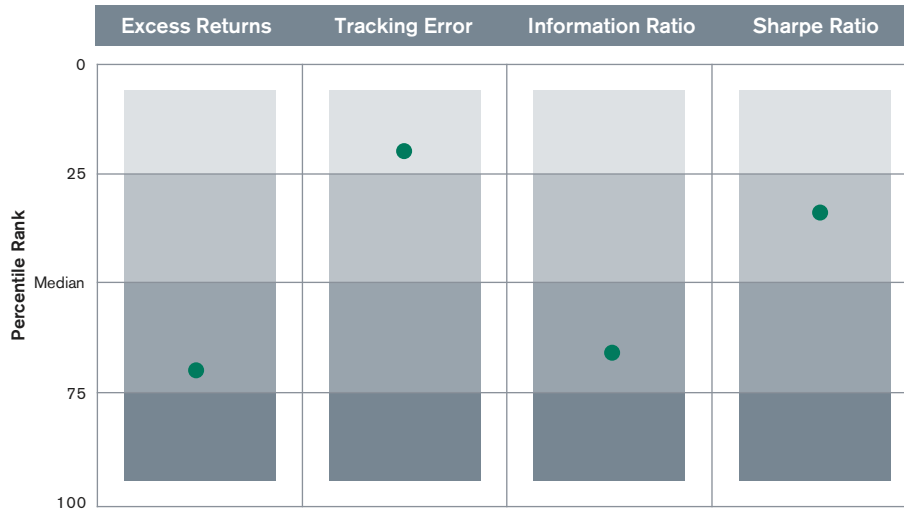 Excess Returns Tracking Error Information Ratio Sharpe Ratio
0
25
Median
75
100
Percentile Rank